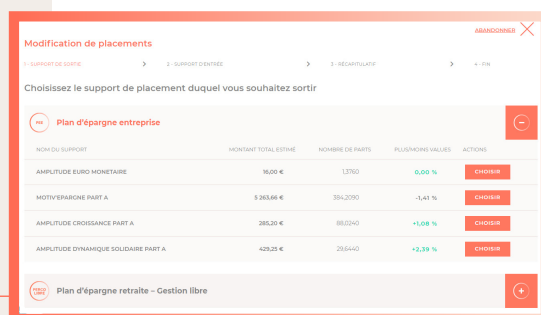 ABANDONNER
Modification de placements
1 - SUPPORT DE SORTIE > 2 - SUPPORT D'ENTRÉE > 3 - RÉCAPITULATIF > 4 - FIN
Choisissez le support de placement duquel vous souhaitez sortir
PEE Plan d'épargne entreprise
NOM DU SUPPORT MONTANT TOTAL ESTIMÉ NOMBRE DE PARTS PLUS/MOINS VALUES ACTIONS
AMPLITUDE EURO MONETAIRE 16,00 € 1,3760 0,00 % CHOISIR
MOTIV'EPARGNE PART A 5 263,66 € 384,2090 -1,41 % CHOISIR
AMPLITUDE CROISSANCE PART A 285,20 € 88,0240 +1,08 % CHOISIR
AMPLITUDE DYNAMIQUE SOLIDAIRE PART A 429,25 € 29,6440 +2,39 % CHOISIR
PERCO LIBRE Plan d'épargne retraite – Gestion libre